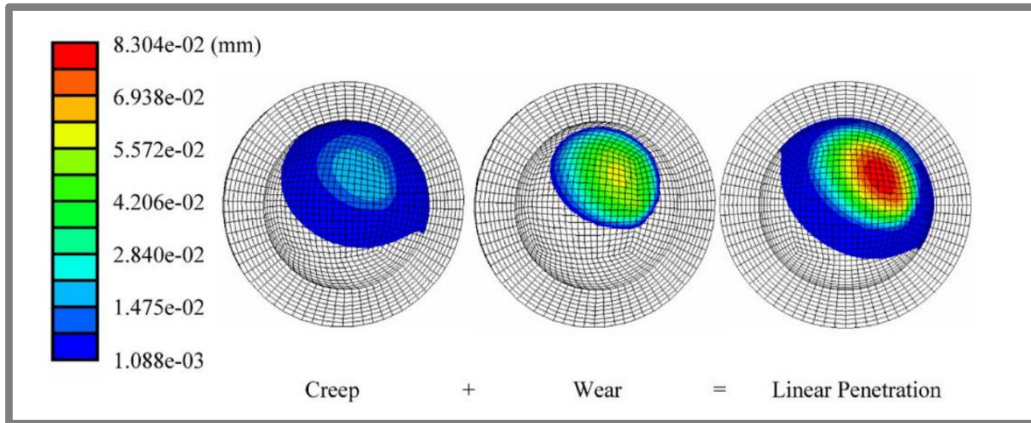 8.304e-02 (mm)
6.938e-02
5.572e-02
4.206e-02
2.840e-02
1.475e-02
1.088e-03
Creep + Wear = Linear Penetration